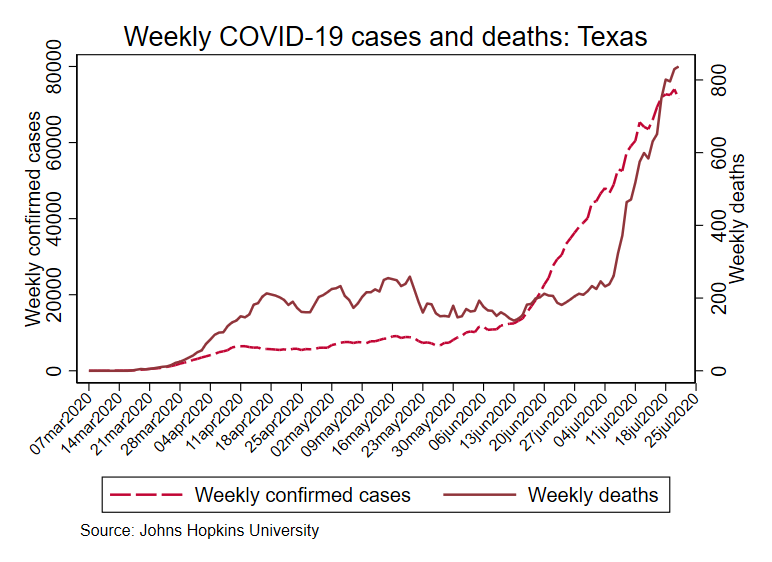 Weekly COVID-19 cases and deaths: Texas
Weekly confirmed cases
0
20000
40000
60000
80000
Weekly deaths
0
200
400
600
800
07mar2020
14mar2020
21mar2020
28mar2020
04apr2020
11apr2020
18apr2020
25apr2020
02may2020
09may2020
16may2020
23may2020
30may2020
06jun2020
13jun2020
20jun2020
27jun2020
04jul2020
11jul2020
18jul2020
25jul2020
Weekly confirmed cases
Weekly deaths
Source: Johns Hopkins University